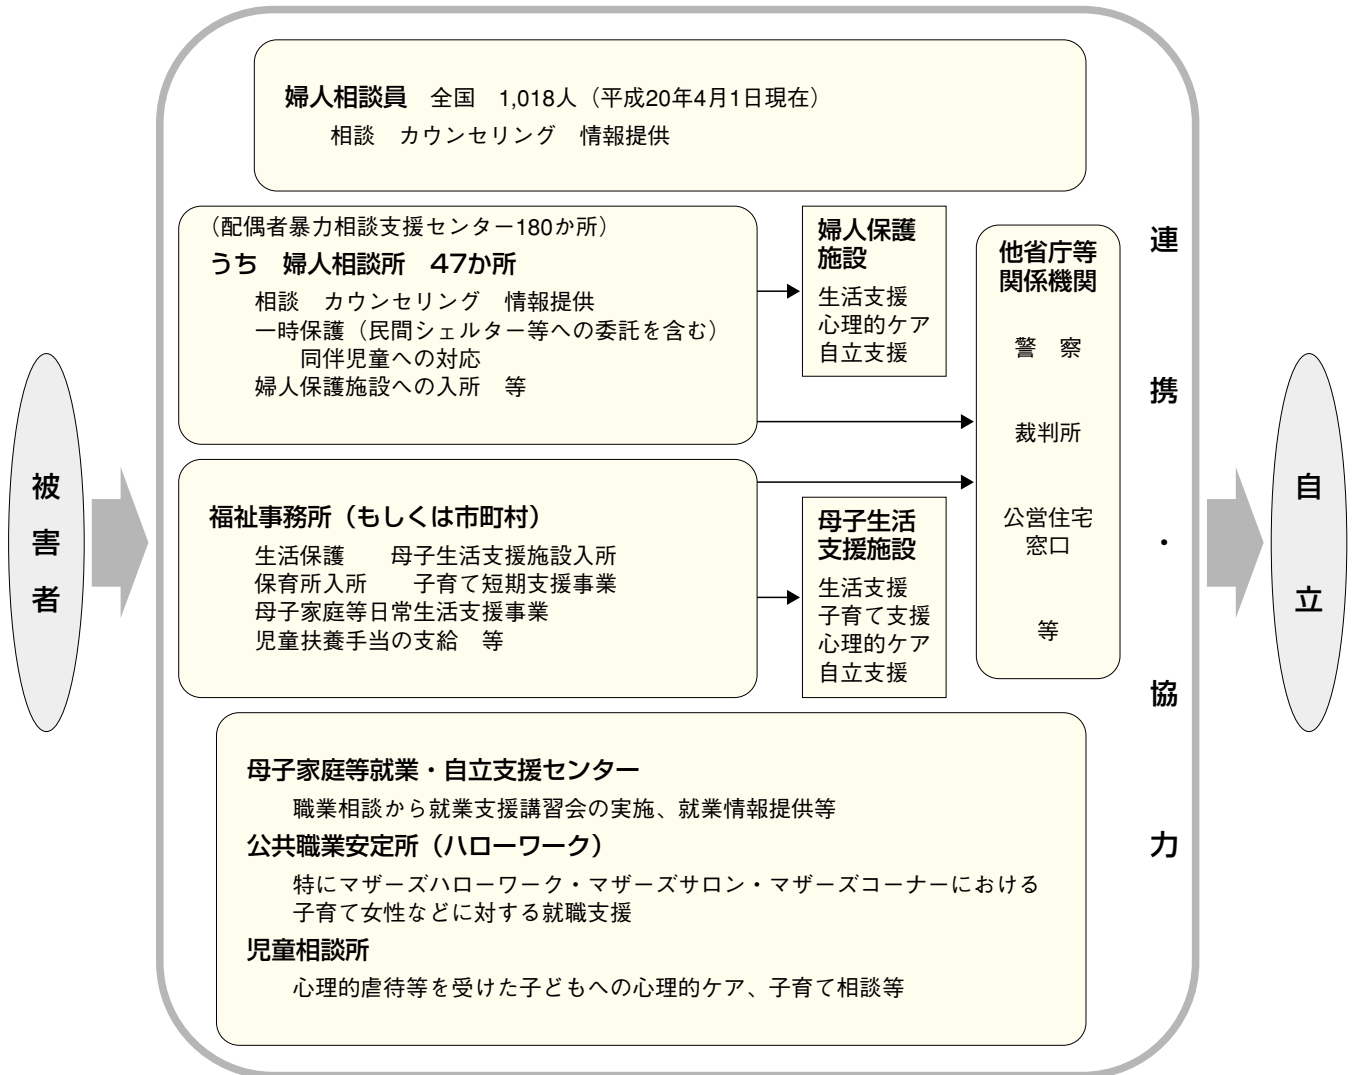 婦人相談員　全国　1,018人（平成20年4月1日現在）
相談　カウンセリング　情報提供
（配偶者暴力相談支援センター180か所）
うち　婦人相談所　47か所
相談　カウンセリング　情報提供
一時保護（民間シェルター等への委託を含む）
同伴児童への対応
婦人保護施設への入所　等
婦人保護
施設
生活支援
心理的ケア
自立支援
他省庁等
関係機関
警　察
裁判所
公営住宅
窓口
等
福祉事務所（もしくは市町村）
生活保護　　母子生活支援施設入所
保育所入所　　子育て短期支援事業
母子家庭等日常生活支援事業
児童扶養手当の支給　等
母子生活
支援施設
生活支援
子育て支援
心理的ケア
自立支援
母子家庭等就業・自立支援センター
職業相談から就業支援講習会の実施、就業情報提供等
公共職業安定所（ハローワーク）
特にマザーズハローワーク・マザーズサロン・マザーズコーナーにおける
子育て女性などに対する就職支援
児童相談所
心理的虐待等を受けた子どもへの心理的ケア、子育て相談等
被害者
連携・協力
自立